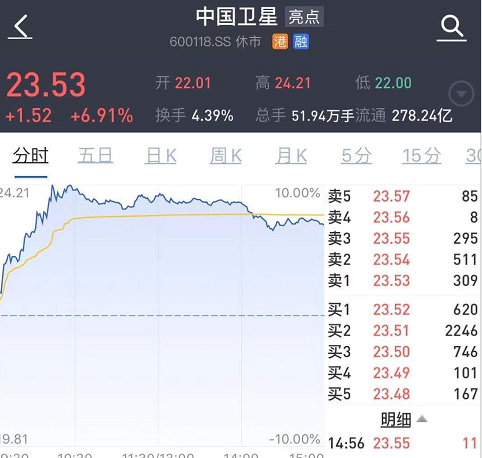 中国卫星 亮点
600118.SS 休市 港 融
23.53
+1.52 +6.91%
开 22.01 高 24.21 低 22.00
换手 4.39% 总手 51.94万手 流通 278.24亿
分时 五日 日K 周K 月K 5分 15分 30
24.21 10.00%
卖5 23.57 85
卖4 23.56 8
卖3 23.55 295
卖2 23.54 511
卖1 23.53 309
买1 23.52 620
买2 23.51 2246
买3 23.50 746
买4 23.49 101
买5 23.48 167
明细
19.81 -10.00%
14:56 23.55 11
10:30 11:30/13:00 14:00 15:00